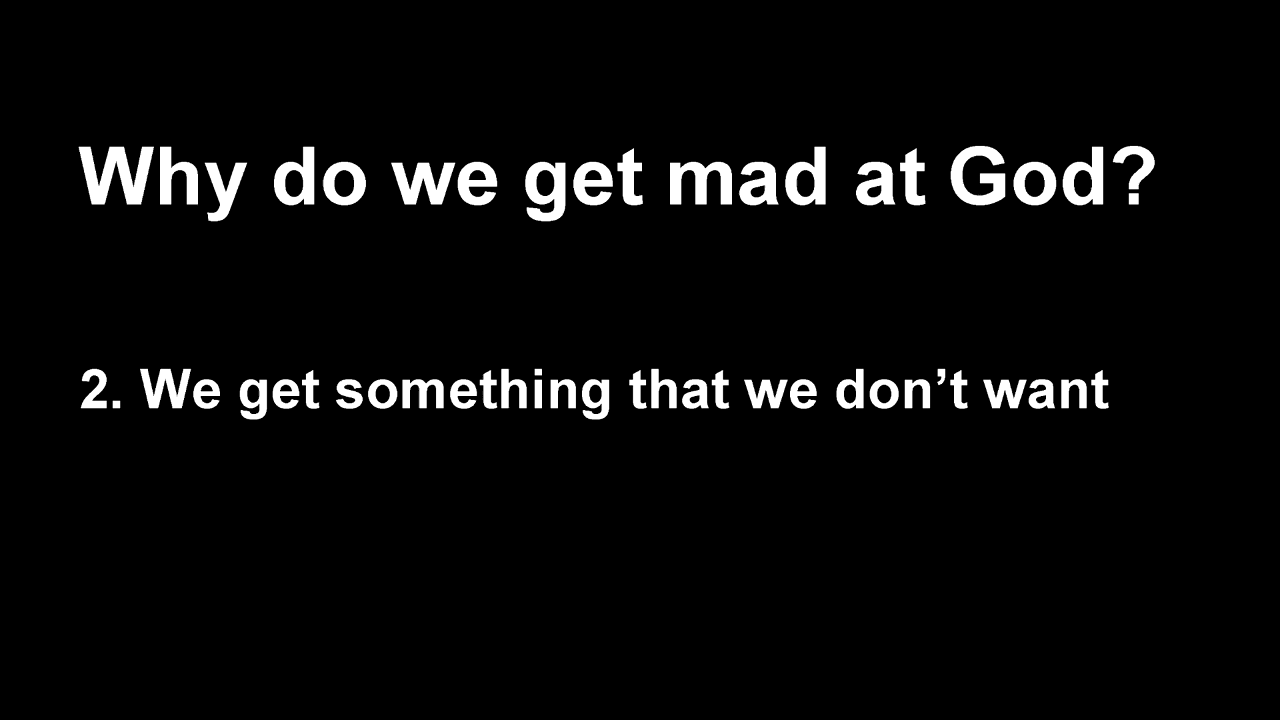 Why do we get mad at God?
2. We get something that we don’t want